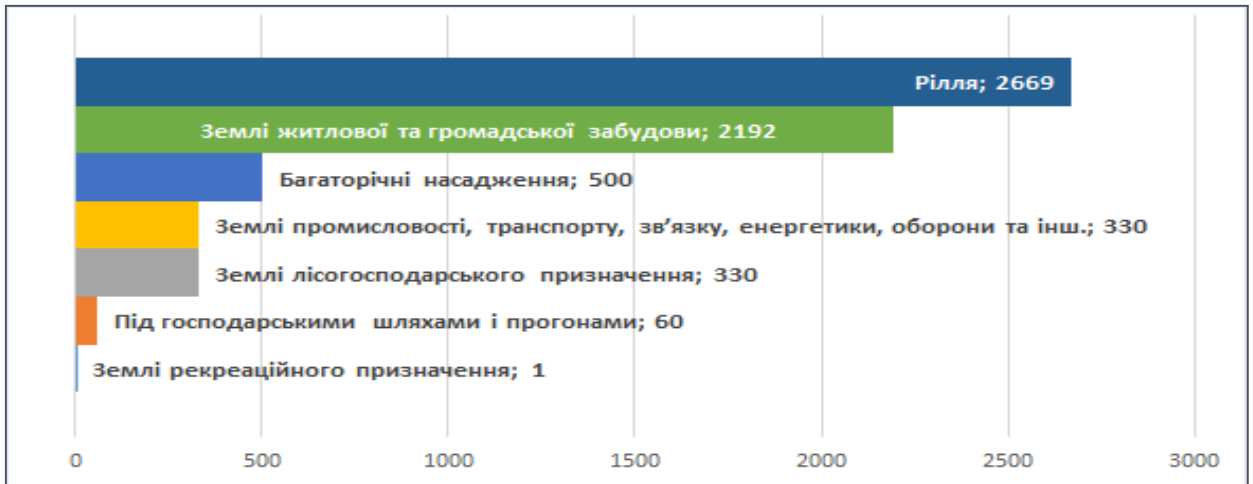 Рілля; 2669
Землі житлової та громадської забудови; 2192
Багаторічні насадження; 500
Землі промисловості, транспорту, зв’язку, енергетики, оборони та інш.; 330
Землі лісогосподарського призначення; 330
Під господарськими шляхами і прогонами; 60
Землі рекреаційного призначення; 1
0 500 1000 1500 2000 2500 3000